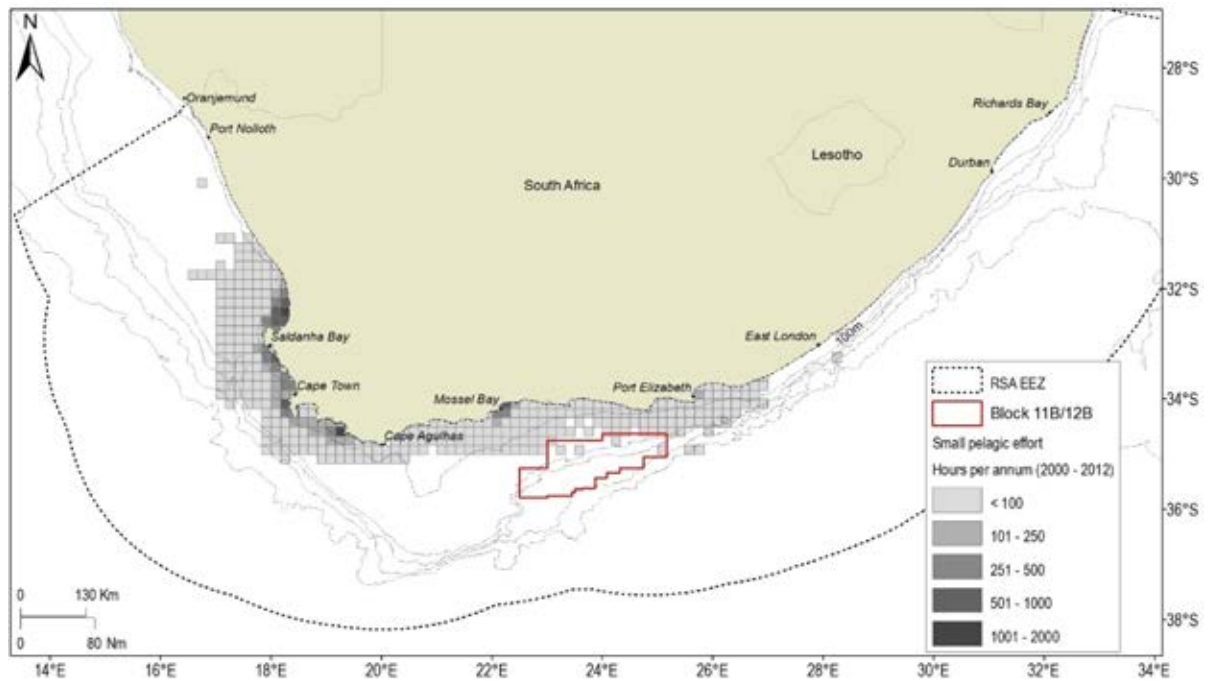 N
28°S
Oranjemund
Richards Bay
Port Nolloth
Lesotho
Durban
30°S
South Africa
32°S
Saldanha Bay
East London
100m
Cape Town
Mossel Bay
Port Elizabeth
34°S
Cape Agulhas
RSA EEZ
Block 11B/12B
Small pelagic effort
Hours per annum (2000 - 2012)
< 100
101 - 250
251 - 500
501 - 1000
1001 - 2000
36°S
38°S
0 130 Km
0 80 Nm
14°E 16°E 18°E 20°E 22°E 24°E 26°E 28°E 30°E 32°E 34°E